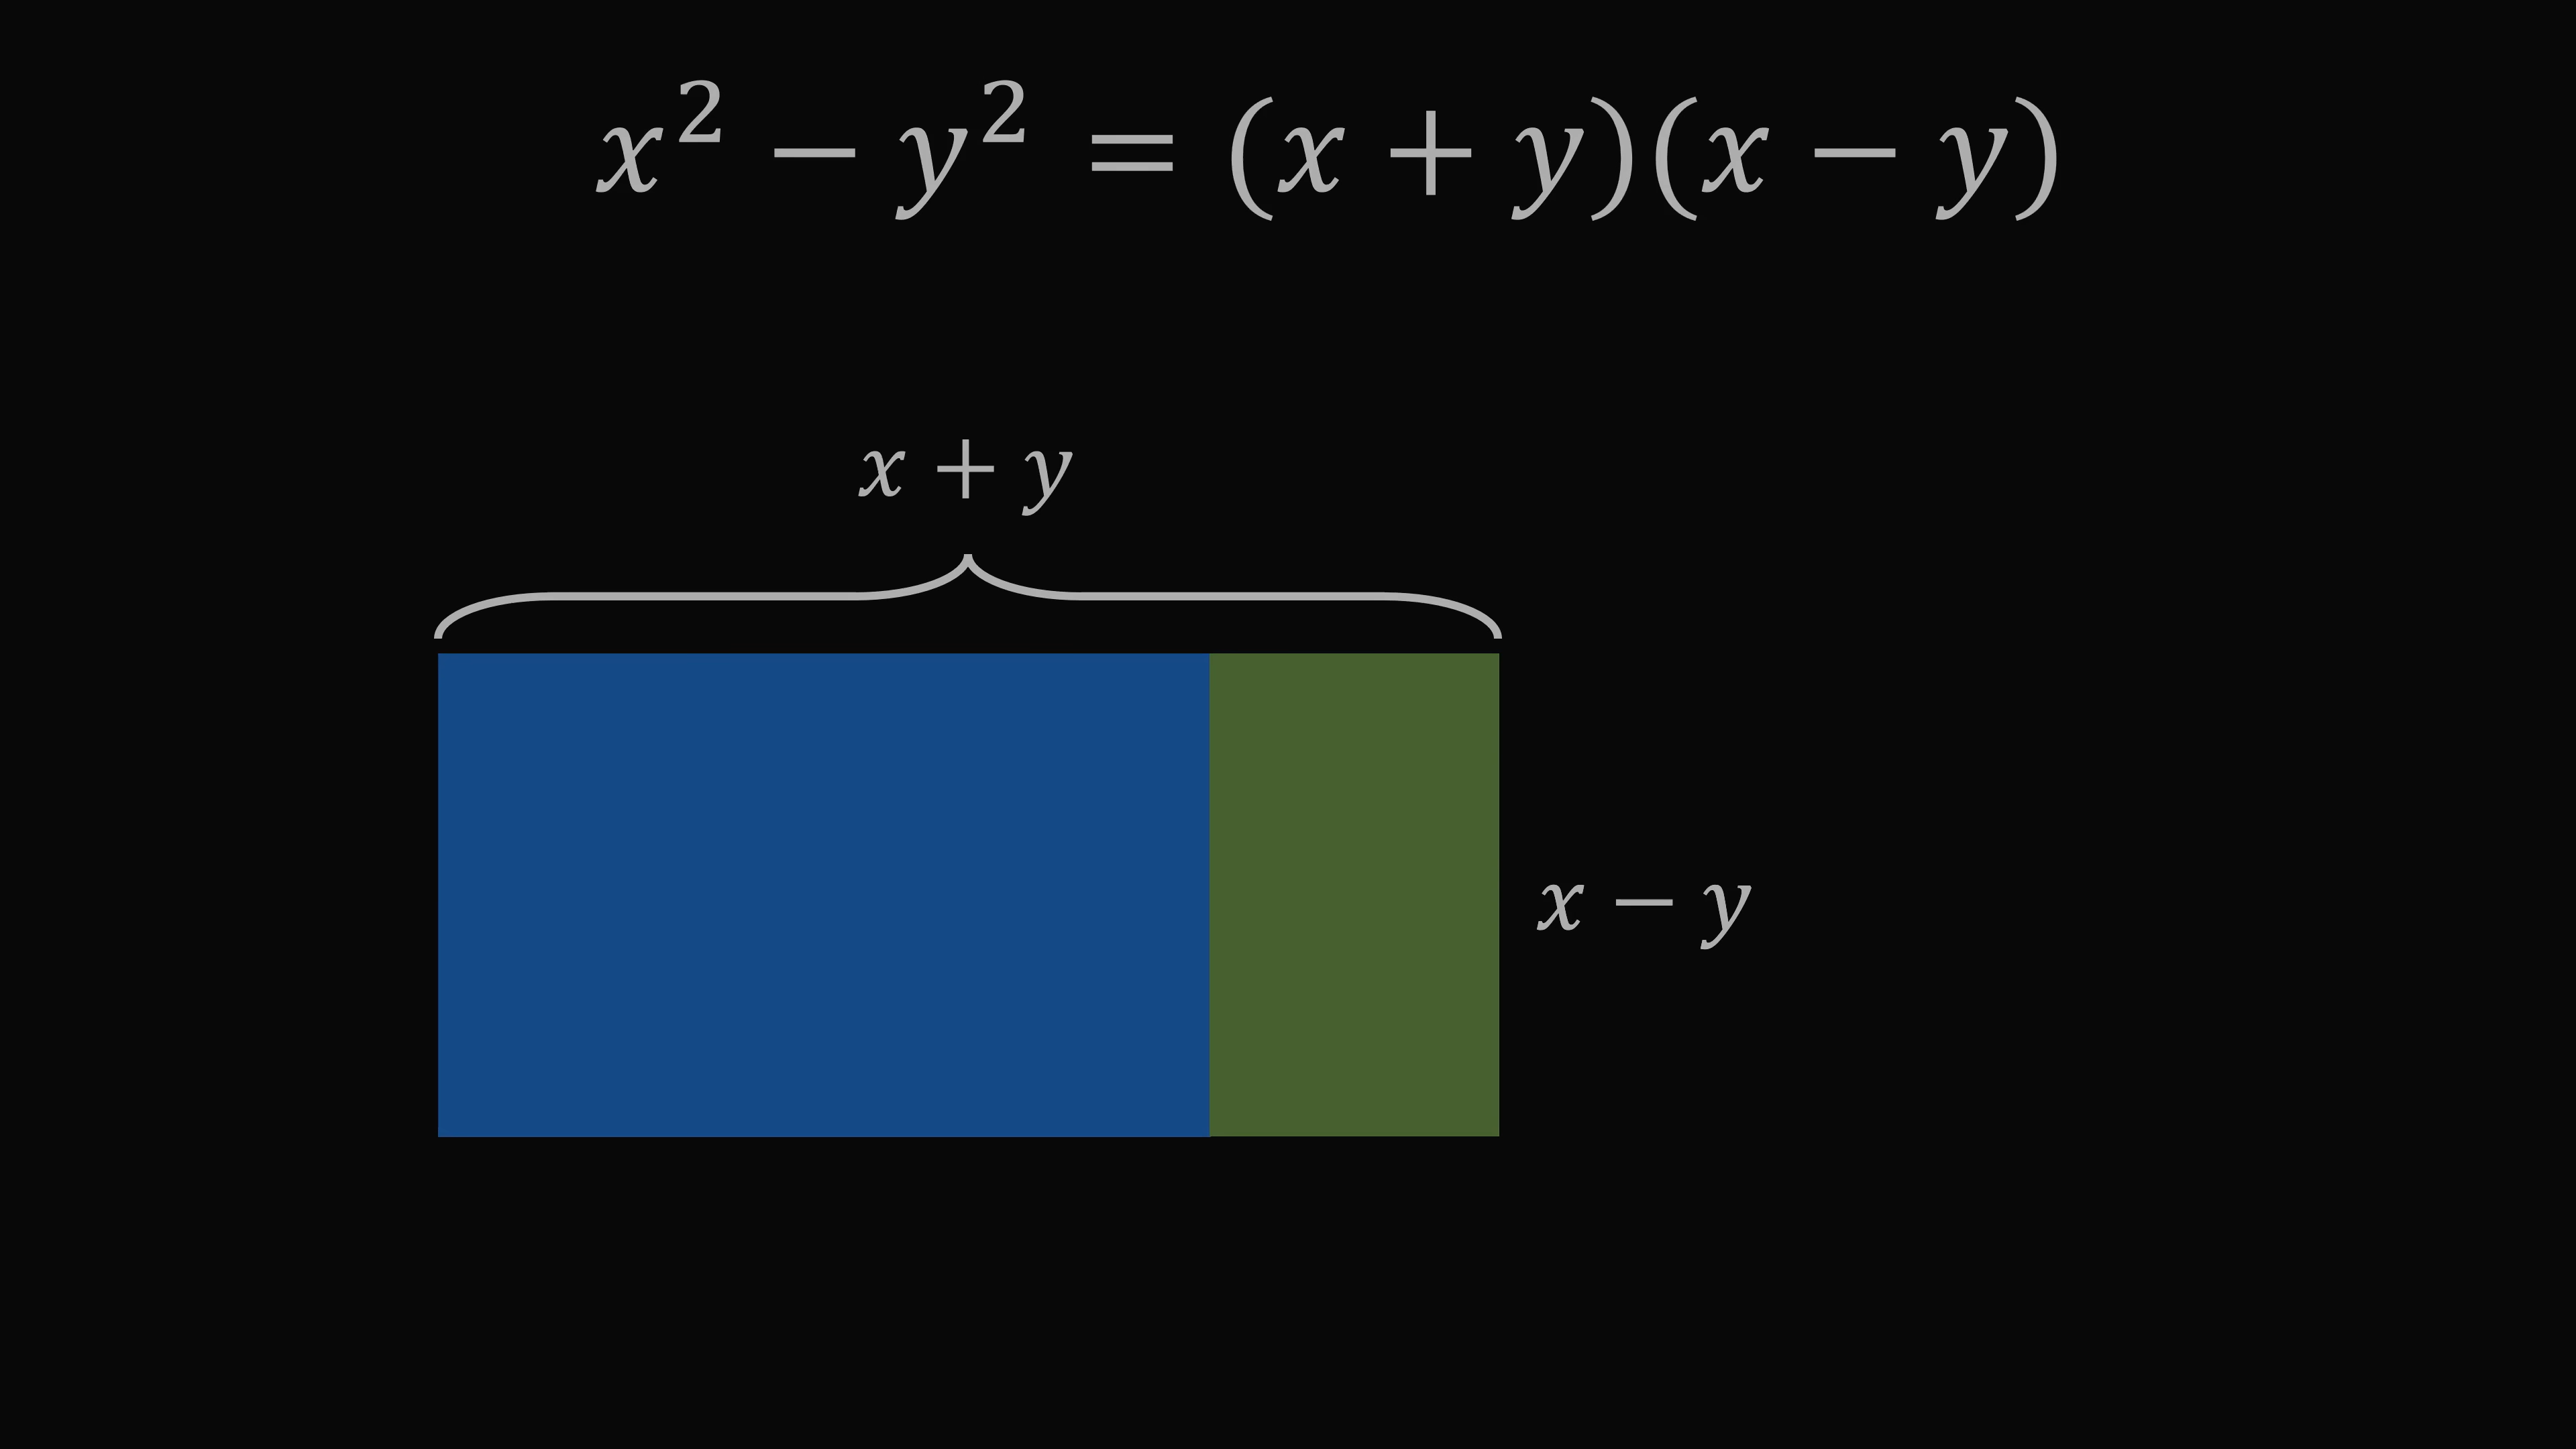 x² − y² = (x + y)(x − y)
x + y
x − y